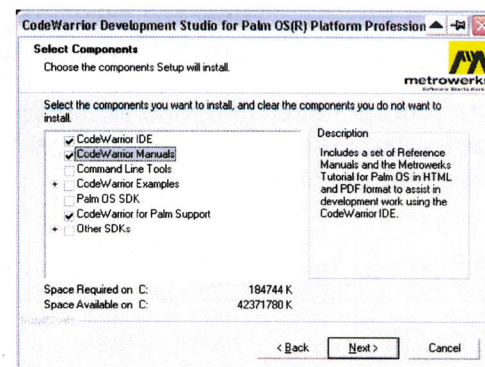 CodeWarrior Development Studio for Palm OS(R) Platform Profession
Select Components
Choose the components Setup will install.
metrowerks
Software Starts Here
Select the components you want to install, and clear the components you do not want to
install.
CodeWarrior IDE
CodeWarrior Manuals
Command Line Tools
+ CodeWarrior Examples
Palm OS SDK
CodeWarrior for Palm Support
+ Other SDKs
Description
Includes a set of Reference
Manuals and the Metrowerks
Tutorial for Palm OS in HTML
and PDF format to assist in
development work using the
CodeWarrior IDE.
Space Required on C: 184744 K
Space Available on C: 42371780 K
InstallShield
< Back Next > Cancel